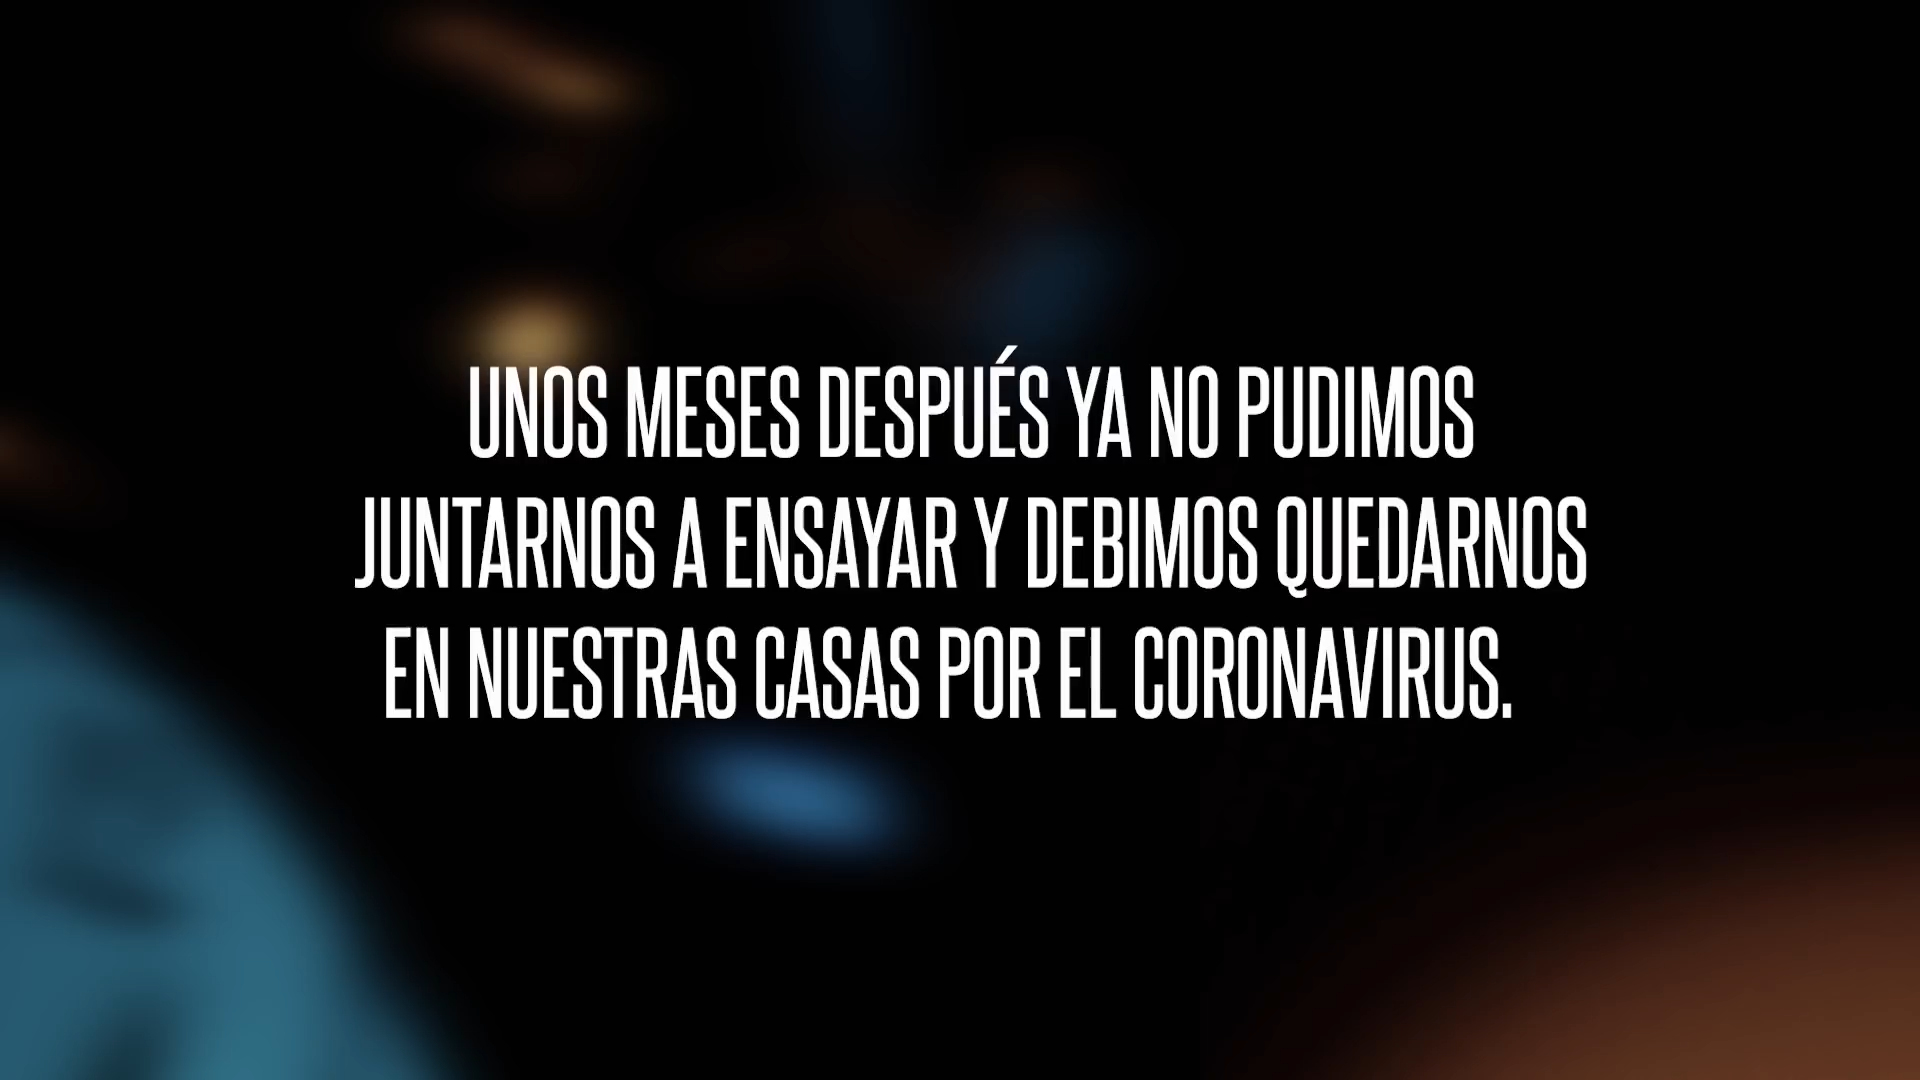 UNOS MESES DESPUÉS YA NO PUDIMOS
JUNTARNOS A ENSAYAR Y DEBIMOS QUEDARNOS
EN NUESTRAS CASAS POR EL CORONAVIRUS.